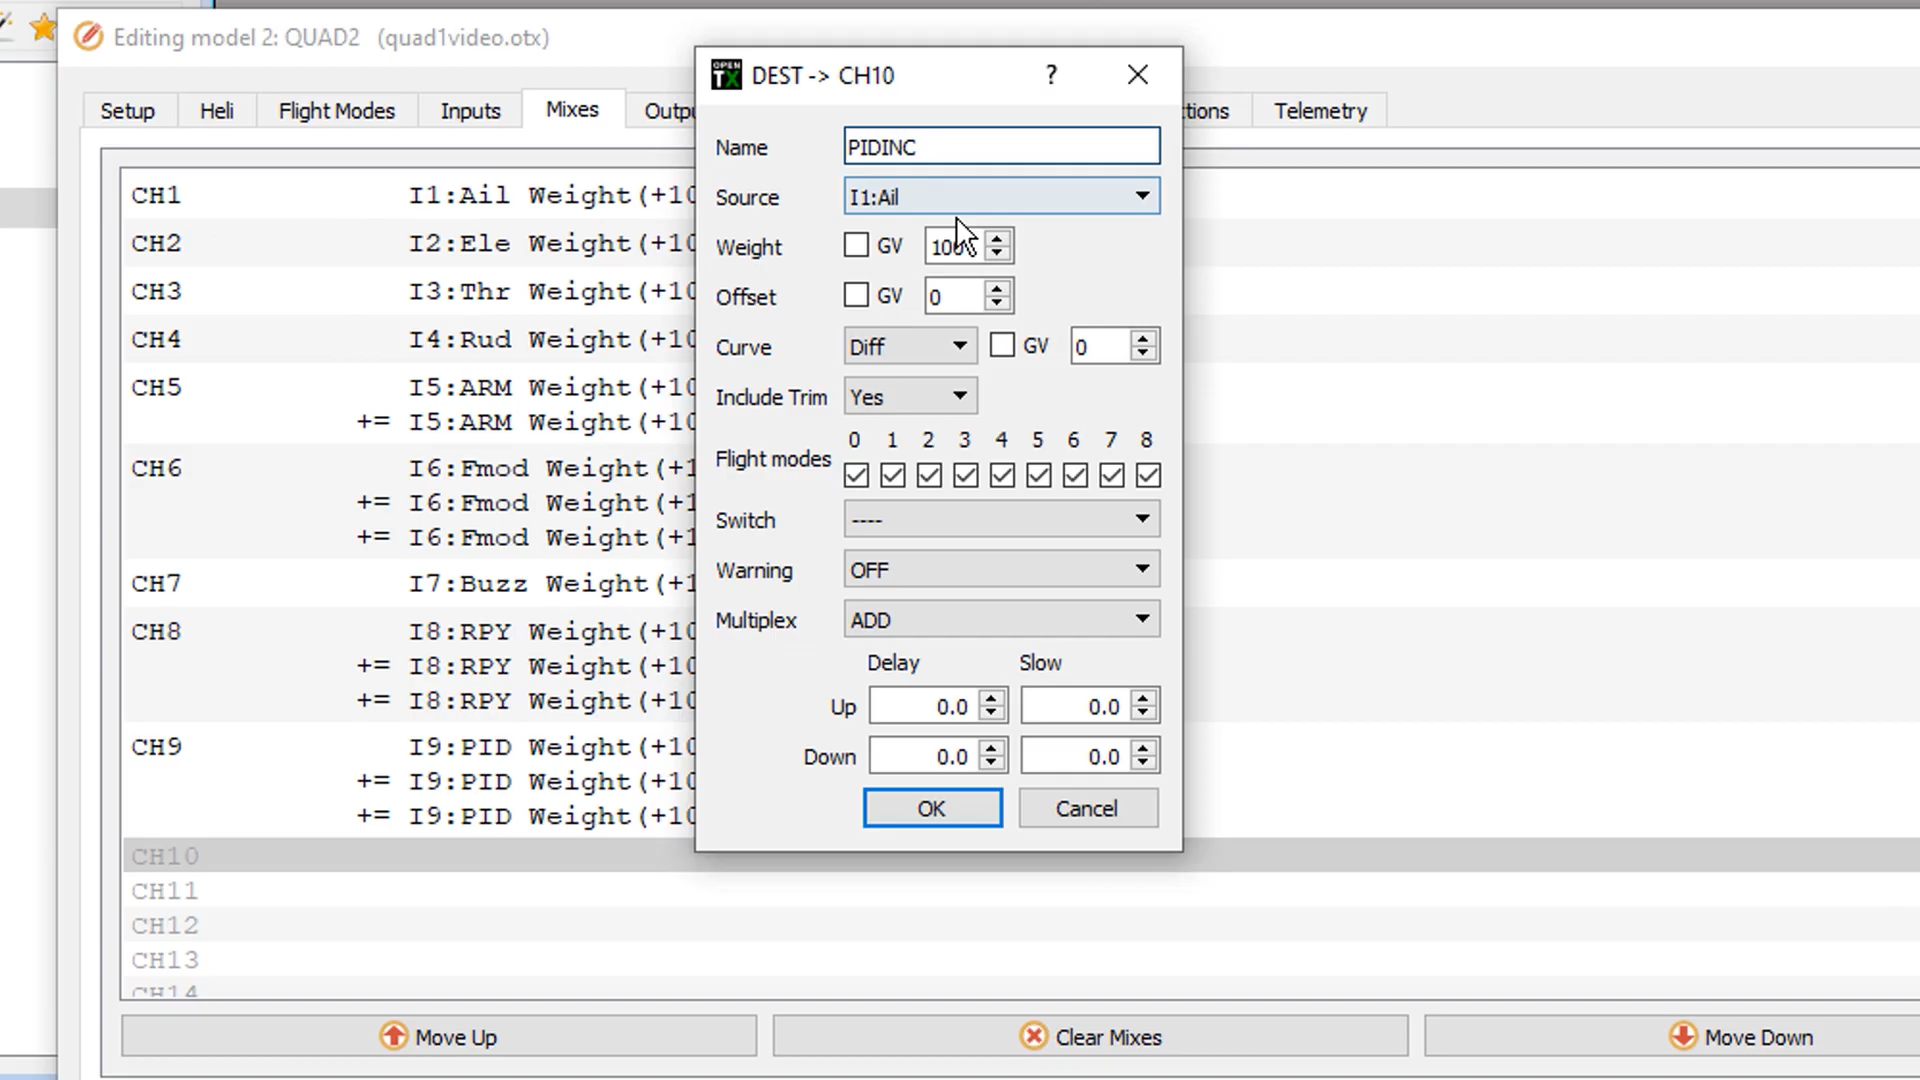 Editing model 2: QUAD2 (quad1video.otx)
Setup Heli Flight Modes Inputs Mixes Telemetry
CH1 I1:Ail Weight(+10
CH2 I2:Ele Weight(+10
CH3 I3:Thr Weight(+10
CH4 I4:Rud Weight(+10
CH5 I5:ARM Weight(+10
+= I5:ARM Weight(+10
CH6 I6:Fmod Weight(+1
+= I6:Fmod Weight(+1
+= I6:Fmod Weight(+1
CH7 I7:Buzz Weight(+1
CH8 I8:RPY Weight(+10
+= I8:RPY Weight(+10
+= I8:RPY Weight(+10
CH9 I9:PID Weight(+10
+= I9:PID Weight(+10
+= I9:PID Weight(+10
CH10
CH11
CH12
CH13
CH14
Move Up Clear Mixes Move Down
OPEN
TX
DEST -> CH10 ?
Name PIDINC
Source I1:Ail
Weight GV 100
Offset GV 0
Curve Diff GV 0
Include Trim Yes
0 1 2 3 4 5 6 7 8
Flight modes
Switch ----
Warning OFF
Multiplex ADD
Delay Slow
Up 0.0 0.0
Down 0.0 0.0
OK Cancel